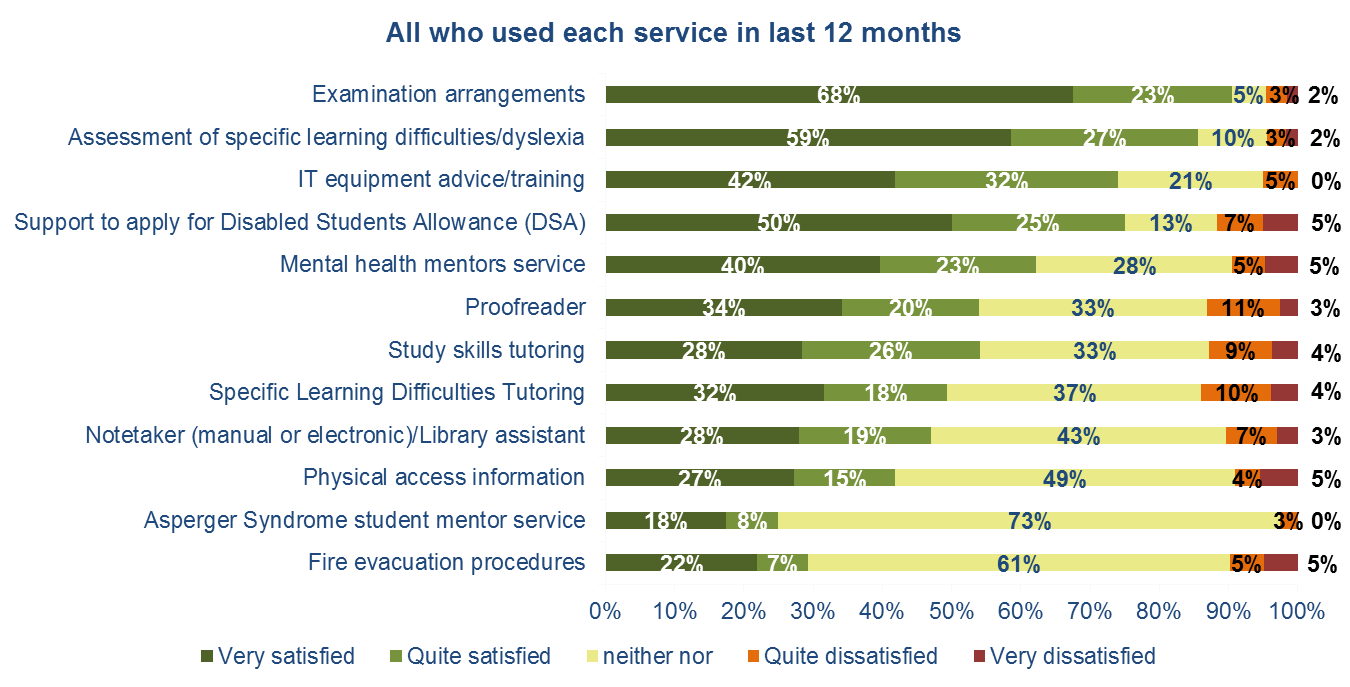 All who used each service in last 12 months
Examination arrangements 68% 23% 5% 3% 2%
Assessment of specific learning difficulties/dyslexia 59% 27% 10% 3% 2%
IT equipment advice/training 42% 32% 21% 5% 0%
Support to apply for Disabled Students Allowance (DSA) 50% 25% 13% 7% 5%
Mental health mentors service 40% 23% 28% 5% 5%
Proofreader 34% 20% 33% 11% 3%
Study skills tutoring 28% 26% 33% 9% 4%
Specific Learning Difficulties Tutoring 32% 18% 37% 10% 4%
Notetaker (manual or electronic)/Library assistant 28% 19% 43% 7% 3%
Physical access information 27% 15% 49% 4% 5%
Asperger Syndrome student mentor service 18% 8% 73% 3% 0%
Fire evacuation procedures 22% 7% 61% 5% 5%
0% 10% 20% 30% 40% 50% 60% 70% 80% 90% 100%
Very satisfied Quite satisfied neither nor Quite dissatisfied Very dissatisfied